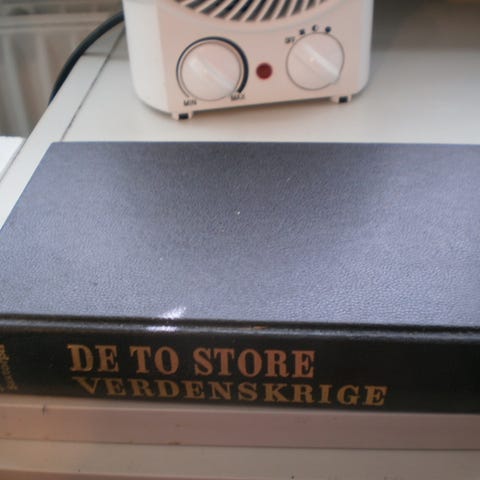 MIN
MAX
DE TO STORE
VERDENSKRIGE